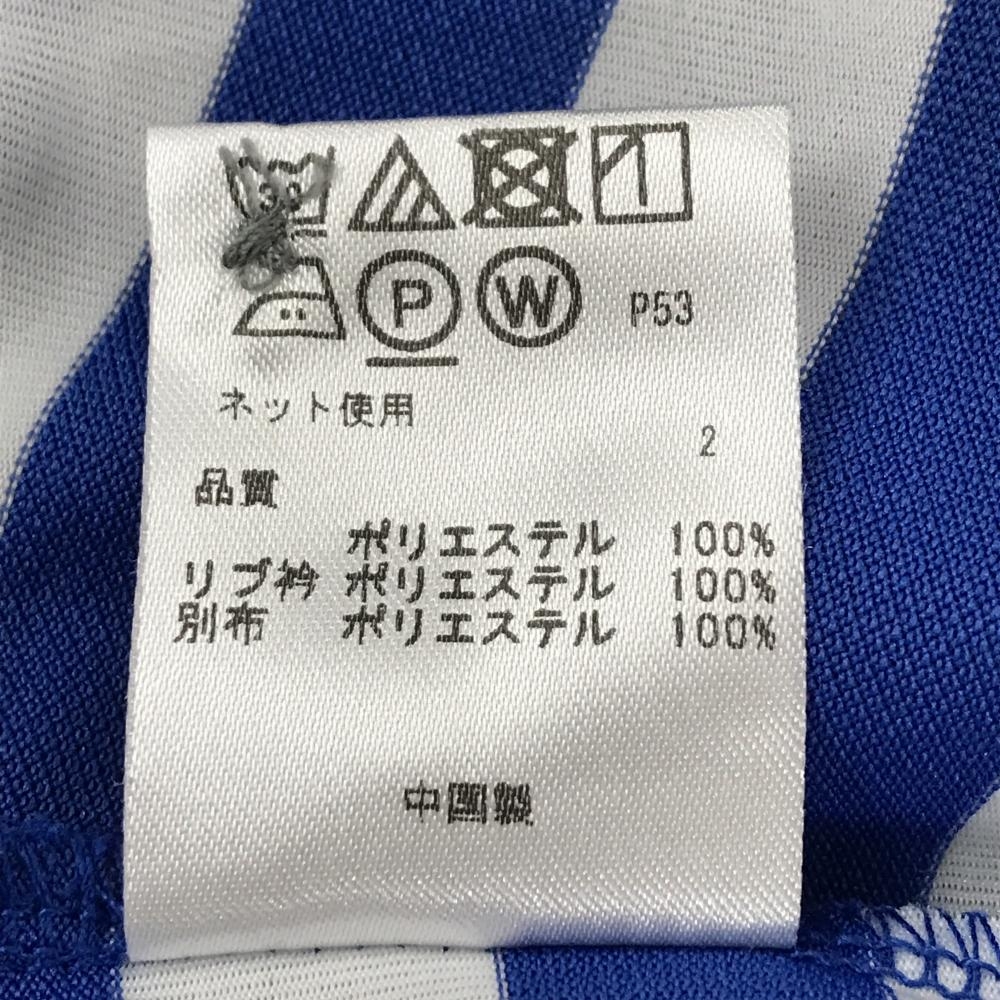 P W P53
ネット使用
2
品質
ポリエステル 100%
リブ衿 ポリエステル 100%
別布 ポリエステル 100%
中国製